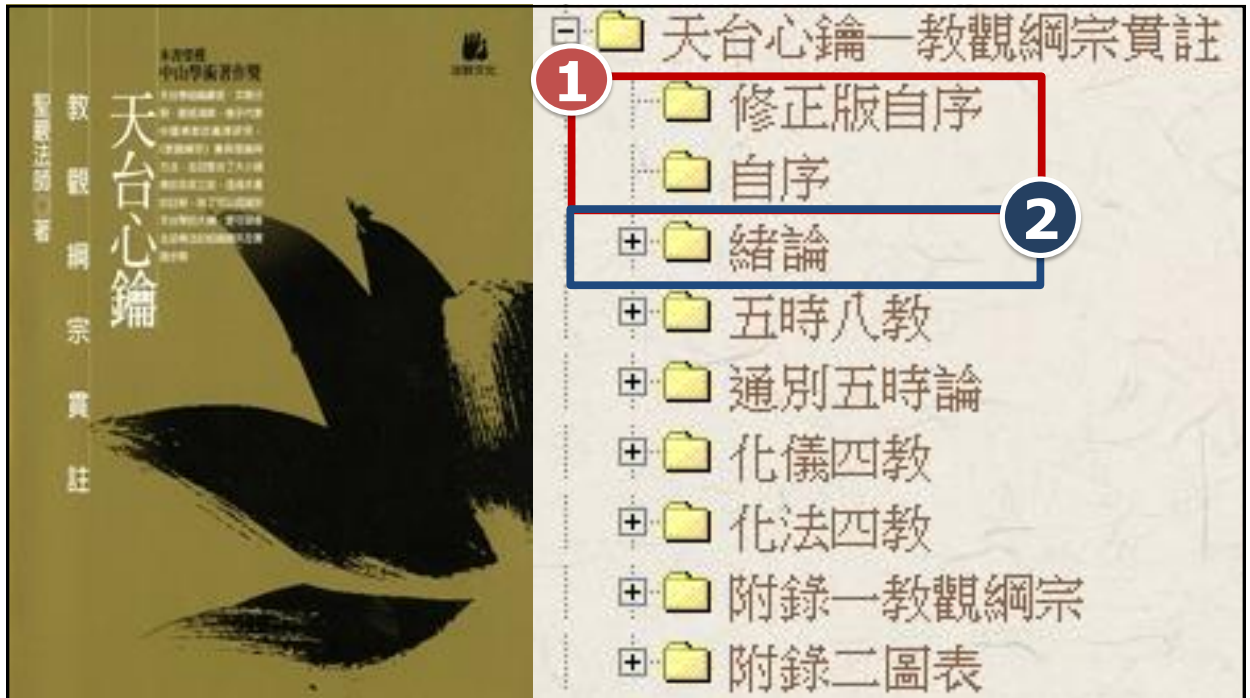 本書榮獲
中山學術著作獎
天台心鑰
教觀綱宗貫註
聖嚴法師 著
法鼓文化
天台心鑰一教觀綱宗貫註
1
修正版自序
自序
2
緒論
五時八教
通別五時論
化儀四教
化法四教
附錄一教觀綱宗
附錄二圖表